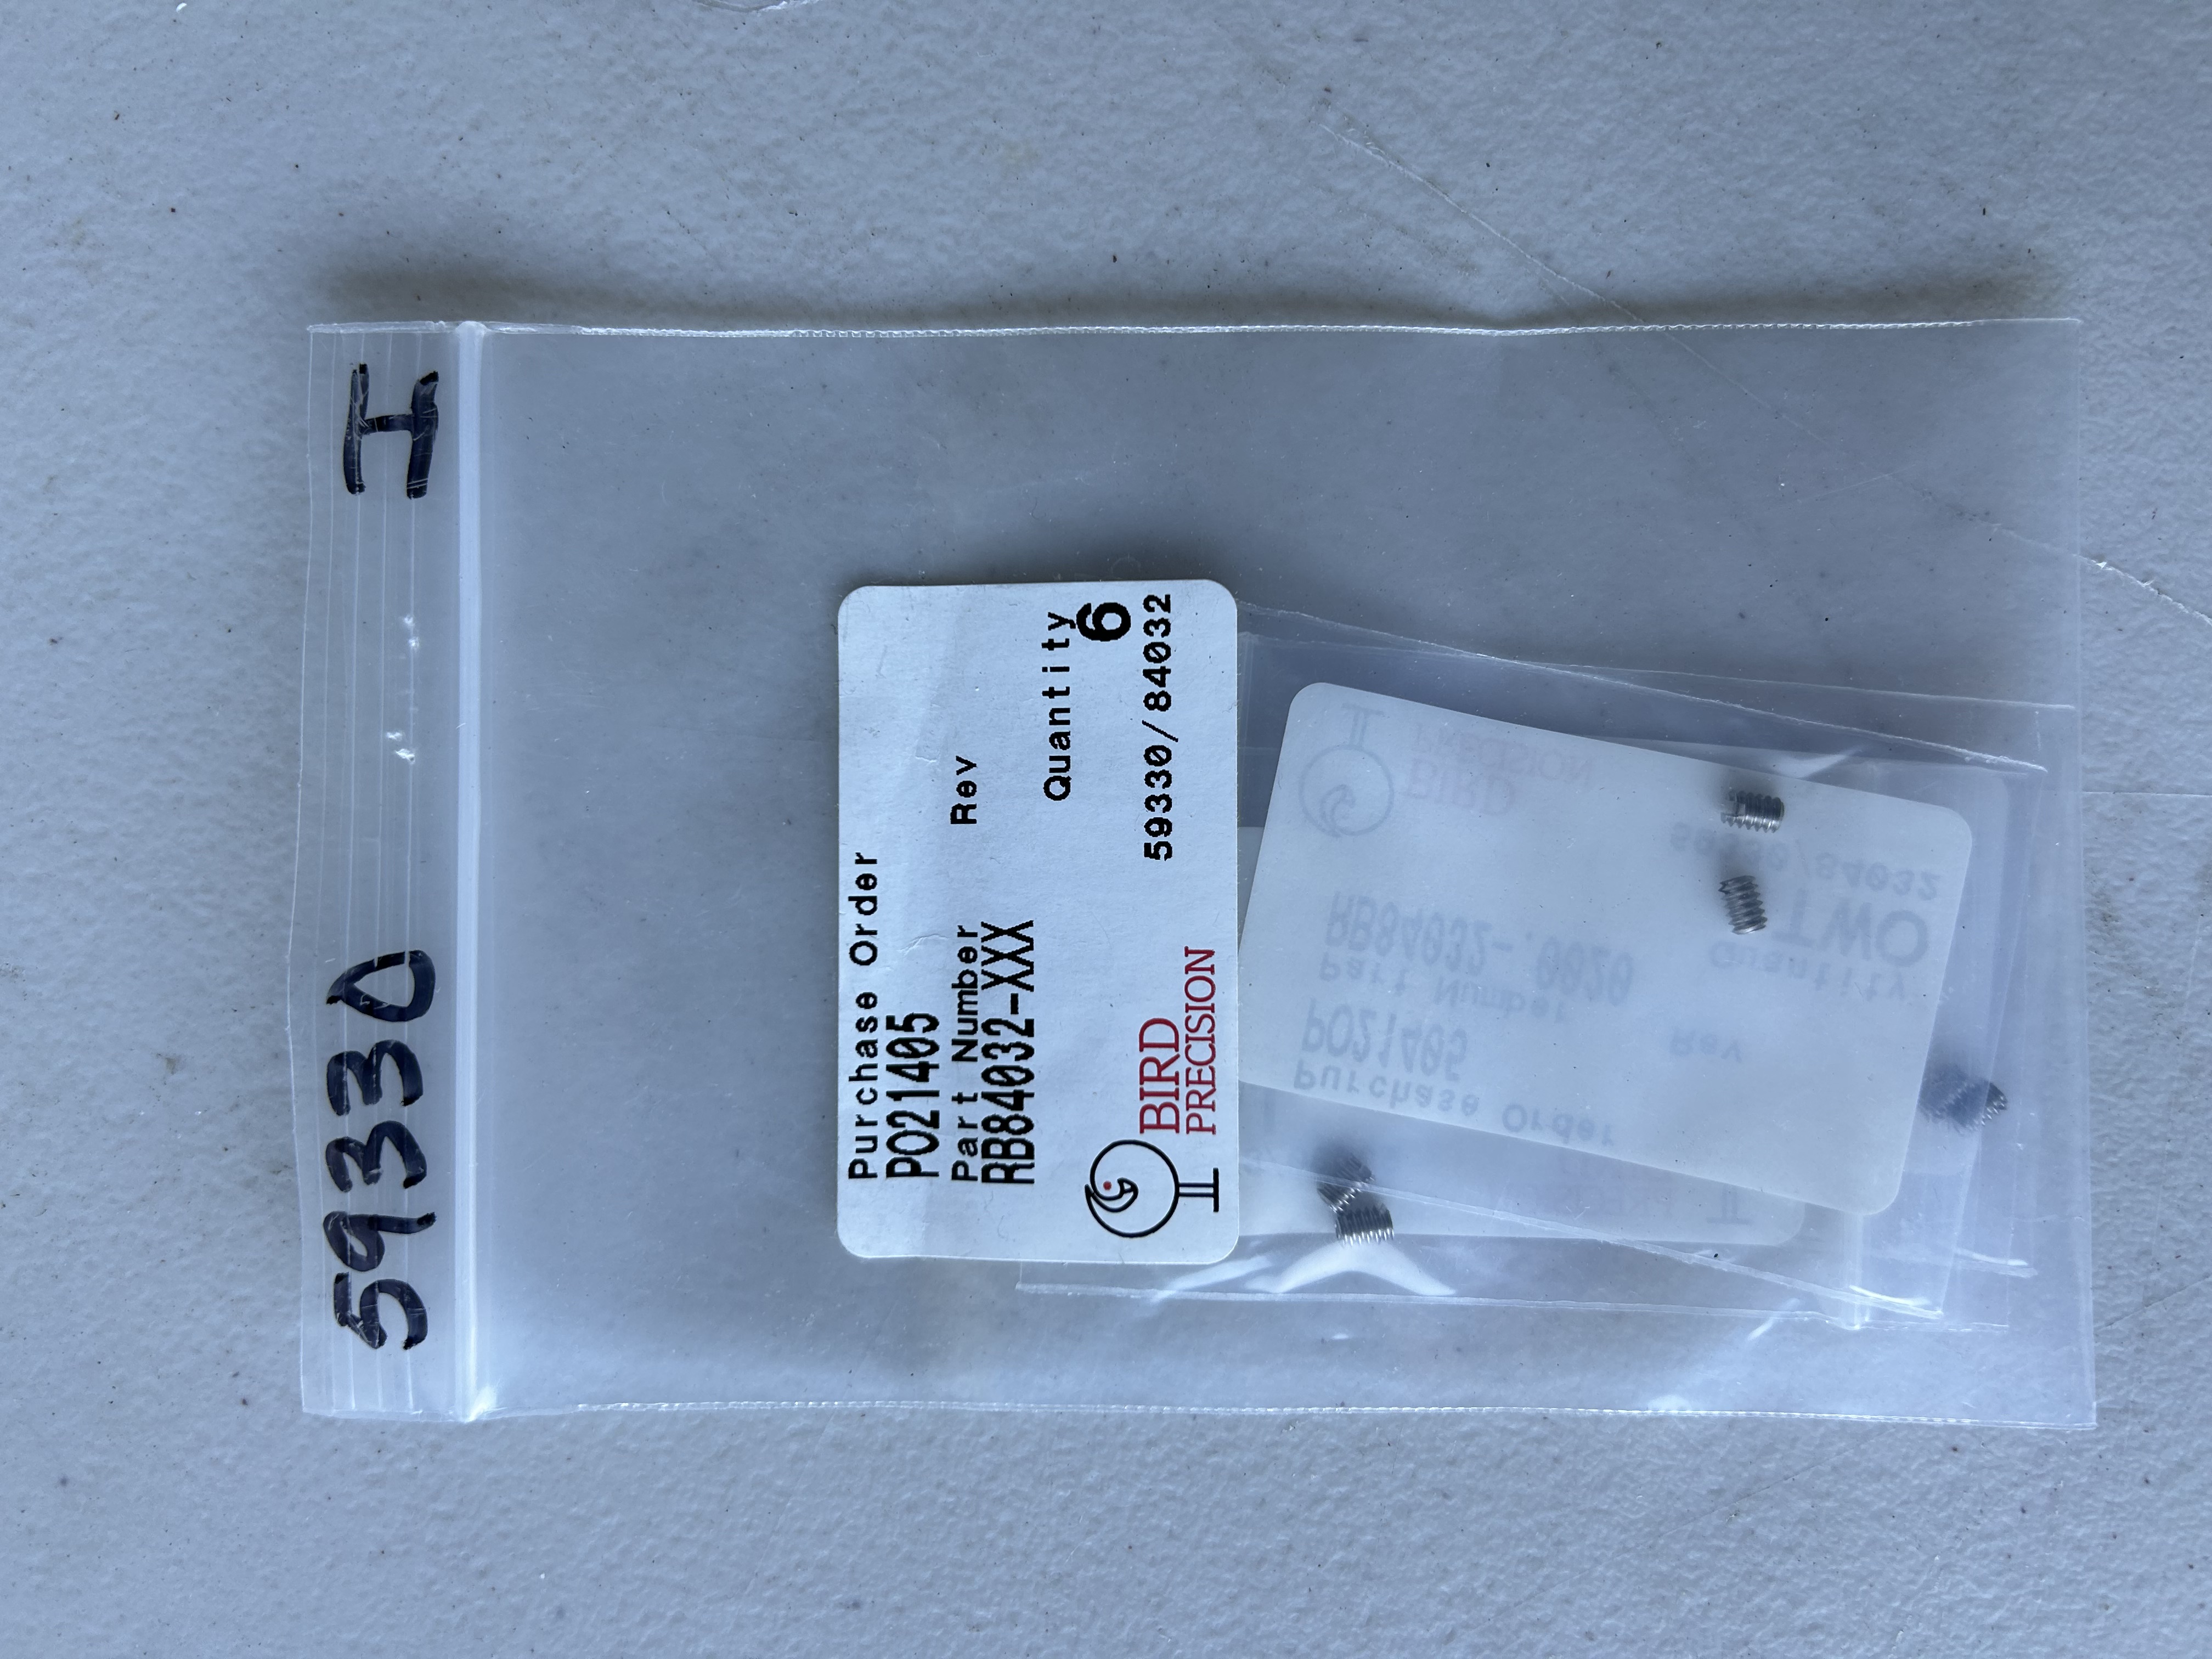 59330 H
Purchase Order
PO21405
Part Number Rev
RB84032-XXX
Quantity
6
BIRD
PRECISION
59330/84032
Purchase Order
PO21405
Part Number Rev
RB84032-.0020
Quantity
TWO
BIRD
PRECISION
59330/84032